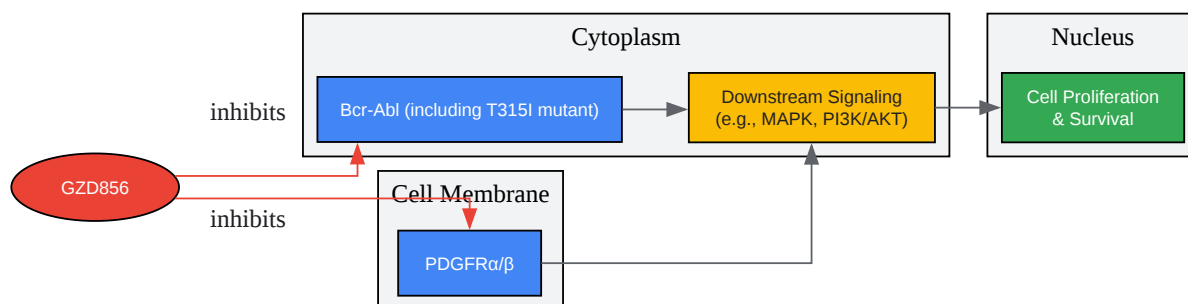 Cytoplasm
Nucleus
inhibits
Bcr-Abl (including T315I mutant)
Downstream Signaling
(e.g., MAPK, PI3K/AKT)
Cell Proliferation
& Survival
GZD856
Cell Membrane
inhibits
PDGFRα/β